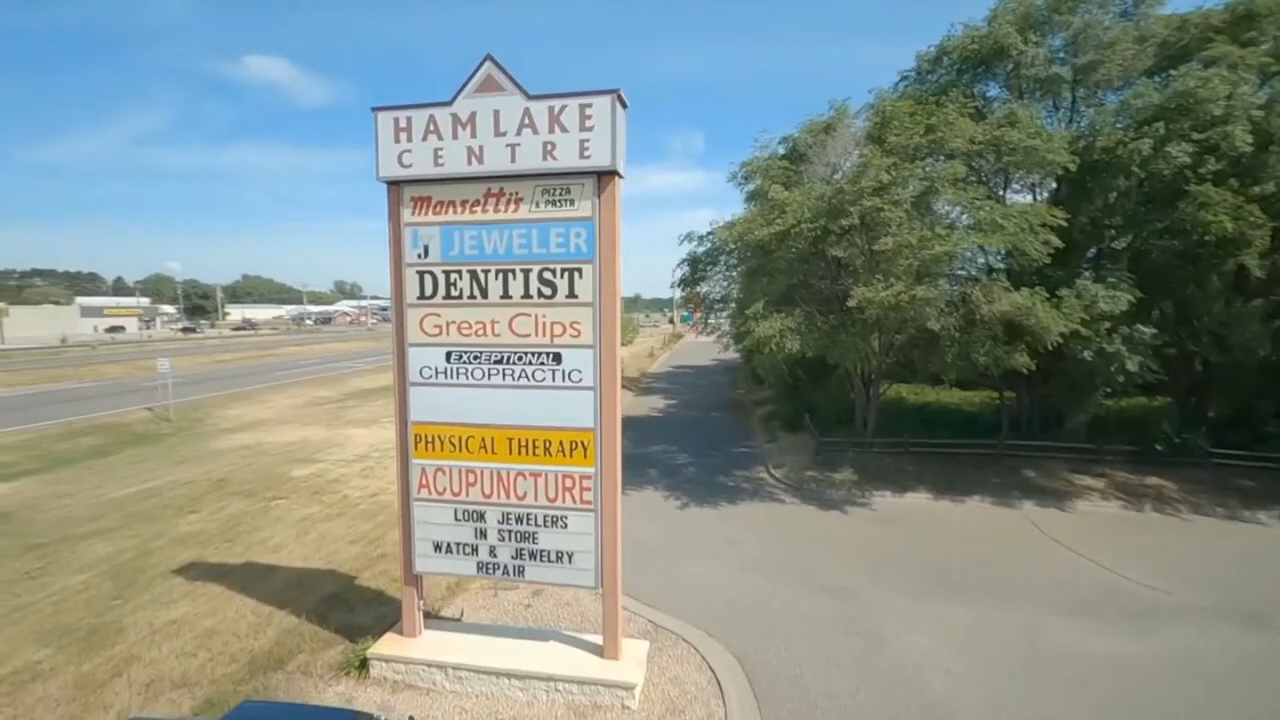 HAM LAKE
CENTRE
Mansetti's
PIZZA
& PASTA
LJ JEWELER
DENTIST
Great Clips
EXCEPTIONAL
CHIROPRACTIC
PHYSICAL THERAPY
ACUPUNCTURE
LOOK JEWELERS
IN STORE
WATCH & JEWELRY
REPAIR